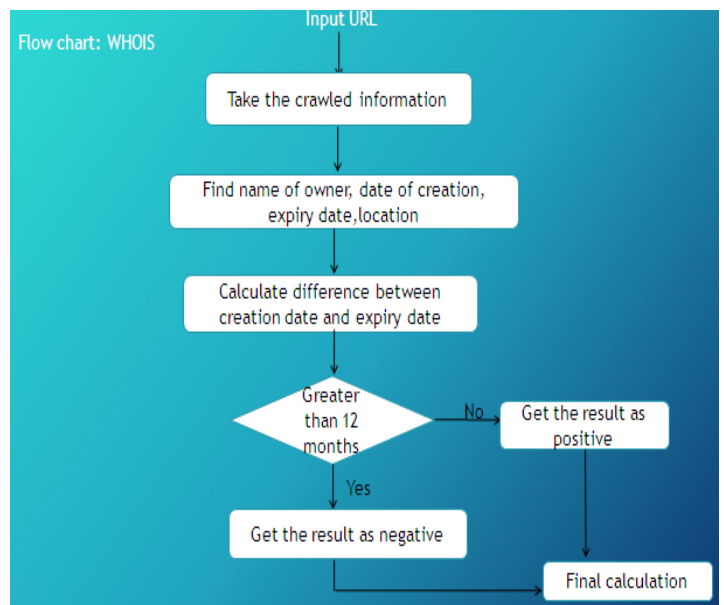 Input URL
Flow chart: WHOIS
Take the crawled information
Find name of owner, date of creation,
expiry date,location
Calculate difference between
creation date and expiry date
Greater
than 12
months
No
Get the result as
positive
Yes
Get the result as negative
Final calculation